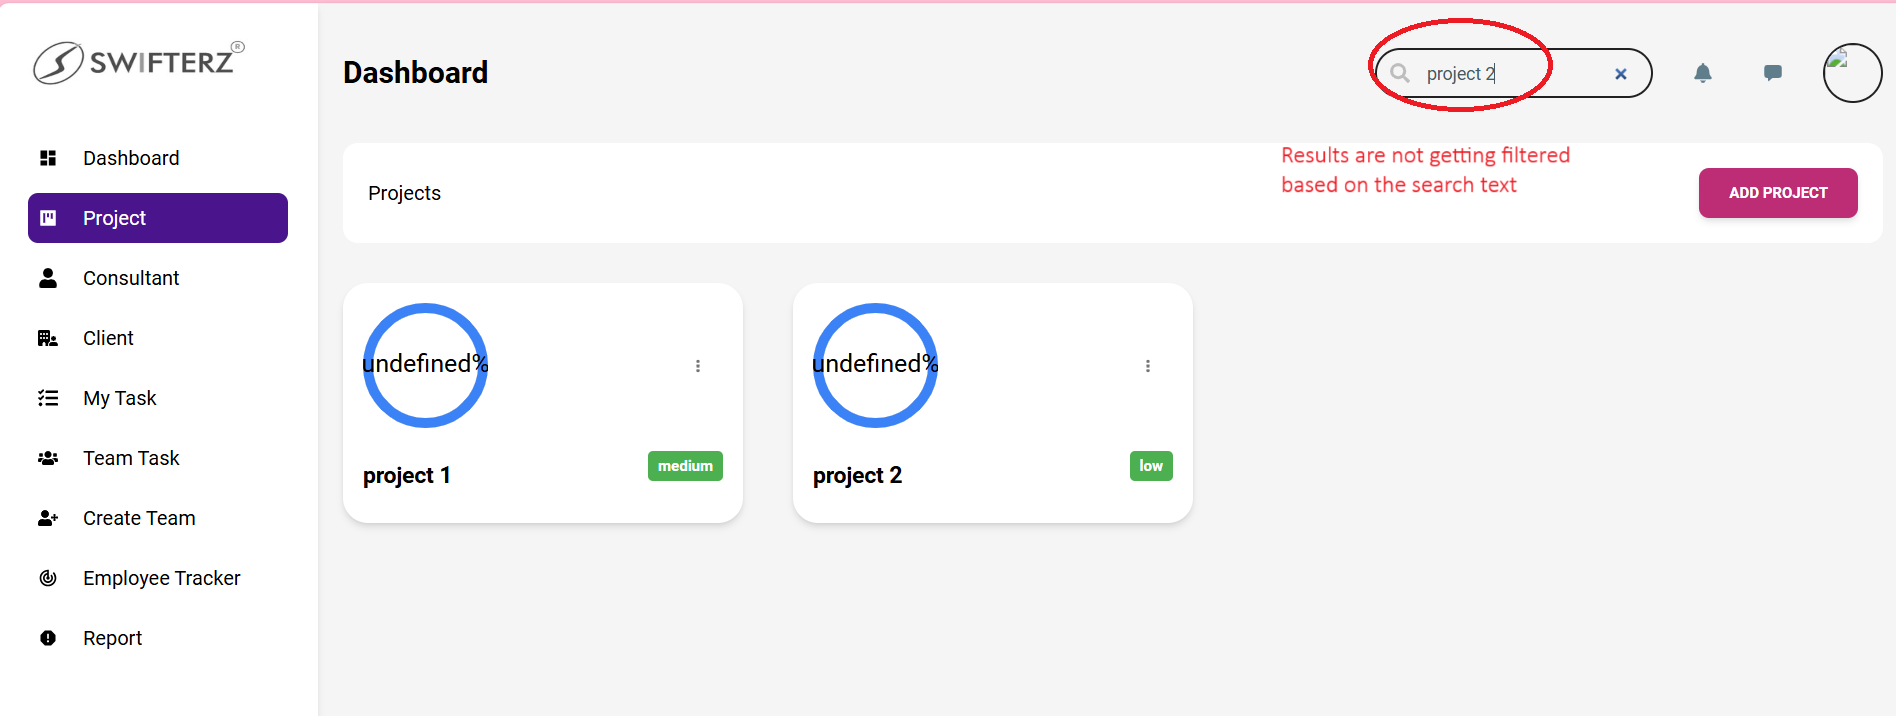 SWIFTERZ®
Dashboard
project 2
Dashboard
Project
Consultant
Client
My Task
Team Task
Create Team
Employee Tracker
Report
Results are not getting filtered
based on the search text
Projects
ADD PROJECT
undefined%
undefined%
project 1
medium
project 2
low